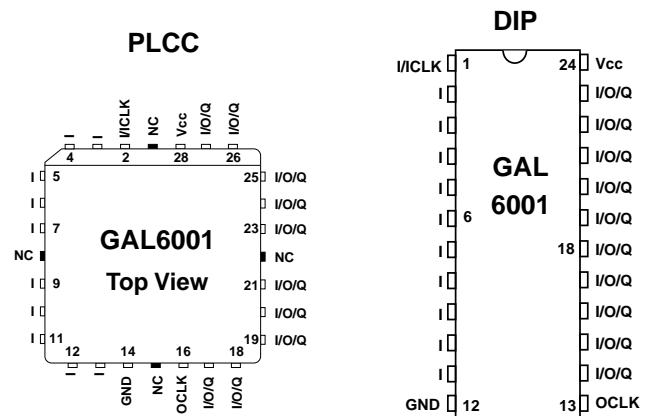 PLCC
I
I
I/ICLK
NC
Vcc
I/O/Q
I/O/Q
4
2
28
26
I
5
25
I/O/Q
I
I/O/Q
I
7
23
I/O/Q
GAL6001
NC
NC
Top View
I
9
21
I/O/Q
I
I/O/Q
I
11
19
I/O/Q
12
14
16
18
I
I
GND
NC
OCLK
I/O/Q
I/O/Q
DIP
I/ICLK
1
24
Vcc
I
I/O/Q
I
I/O/Q
I
I/O/Q
GAL
I
I/O/Q
6001
I
6
I/O/Q
I
18
I/O/Q
I
I/O/Q
I
I/O/Q
I
I/O/Q
I
I/O/Q
GND
12
13
OCLK